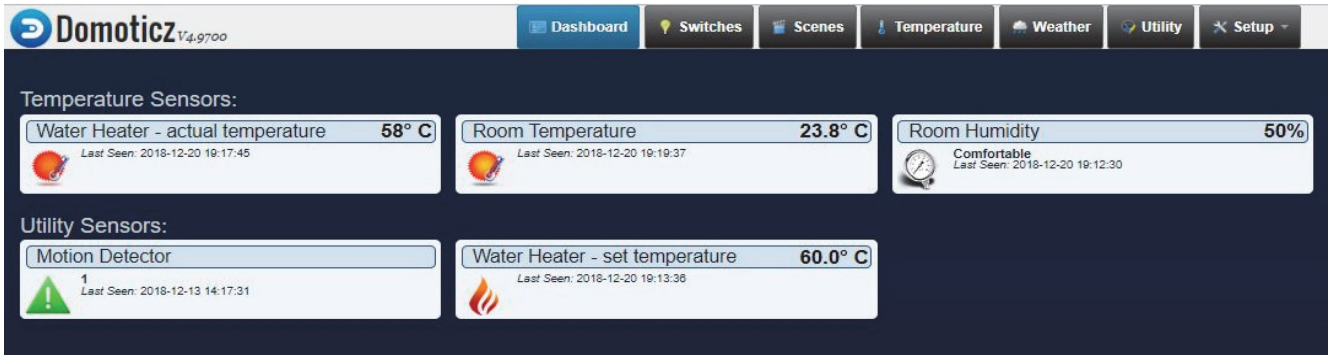 Domoticz V4.9700
Dashboard Switches Scenes Temperature Weather Utility Setup
Temperature Sensors:
Water Heater - actual temperature 58° C
Last Seen: 2018-12-20 19:17:45
Room Temperature 23.8° C
Last Seen: 2018-12-20 19:19:37
Room Humidity 50%
Comfortable
Last Seen: 2018-12-20 19:12:30
Utility Sensors:
Motion Detector
1
Last Seen: 2018-12-13 14:17:31
Water Heater - set temperature 60.0° C
Last Seen: 2018-12-20 19:13:36